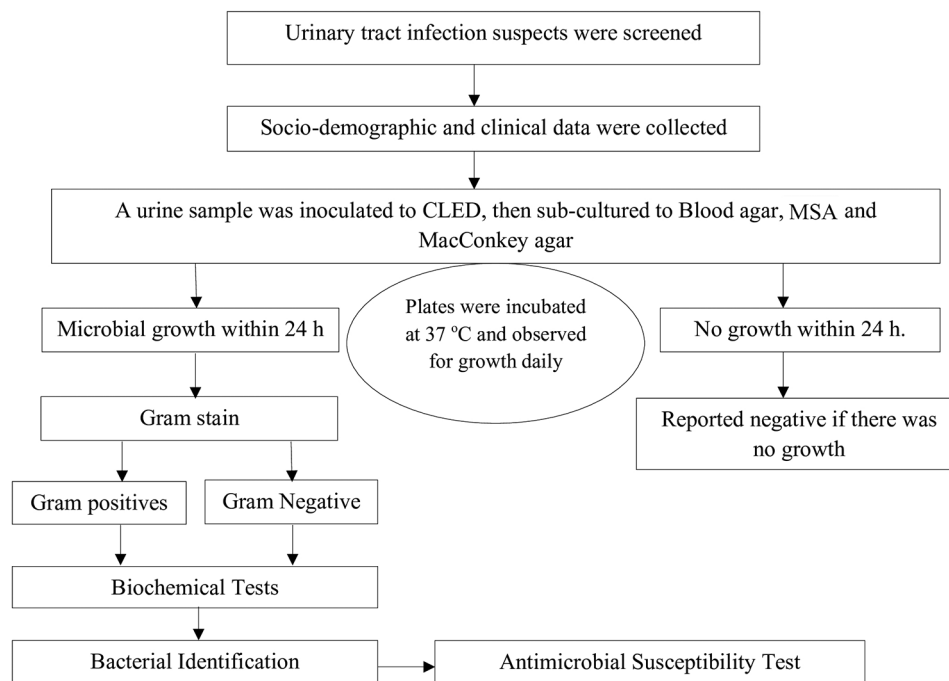 Urinary tract infection suspects were screened
Socio-demographic and clinical data were collected
A urine sample was inoculated to CLED, then sub-cultured to Blood agar, MSA and
MacConkey agar
Microbial growth within 24 h
Plates were incubated
at 37 ºC and observed
for growth daily
No growth within 24 h.
Gram stain
Reported negative if there was
no growth
Gram positives
Gram Negative
Biochemical Tests
Bacterial Identification
Antimicrobial Susceptibility Test